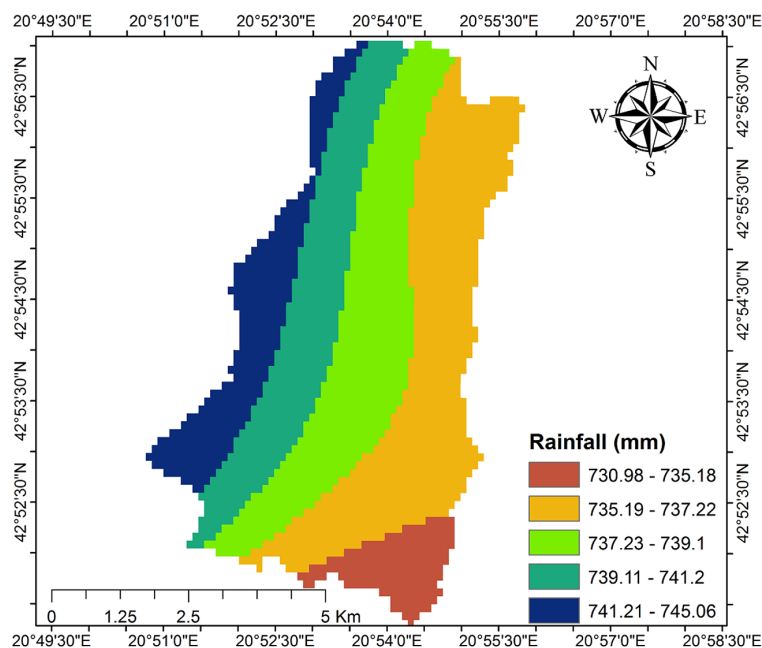 20°49'30"E 20°51'0"E 20°52'30"E 20°54'0"E 20°55'30"E 20°57'0"E 20°58'30"E
42°56'30"N 42°56'30"N
42°55'30"N 42°55'30"N
42°54'30"N 42°54'30"N
42°53'30"N 42°53'30"N
42°52'30"N 42°52'30"N
N
W E
S
Rainfall (mm)
730.98 - 735.18
735.19 - 737.22
737.23 - 739.1
739.11 - 741.2
741.21 - 745.06
0 1.25 2.5 5 Km
20°49'30"E 20°51'0"E 20°52'30"E 20°54'0"E 20°55'30"E 20°57'0"E 20°58'30"E